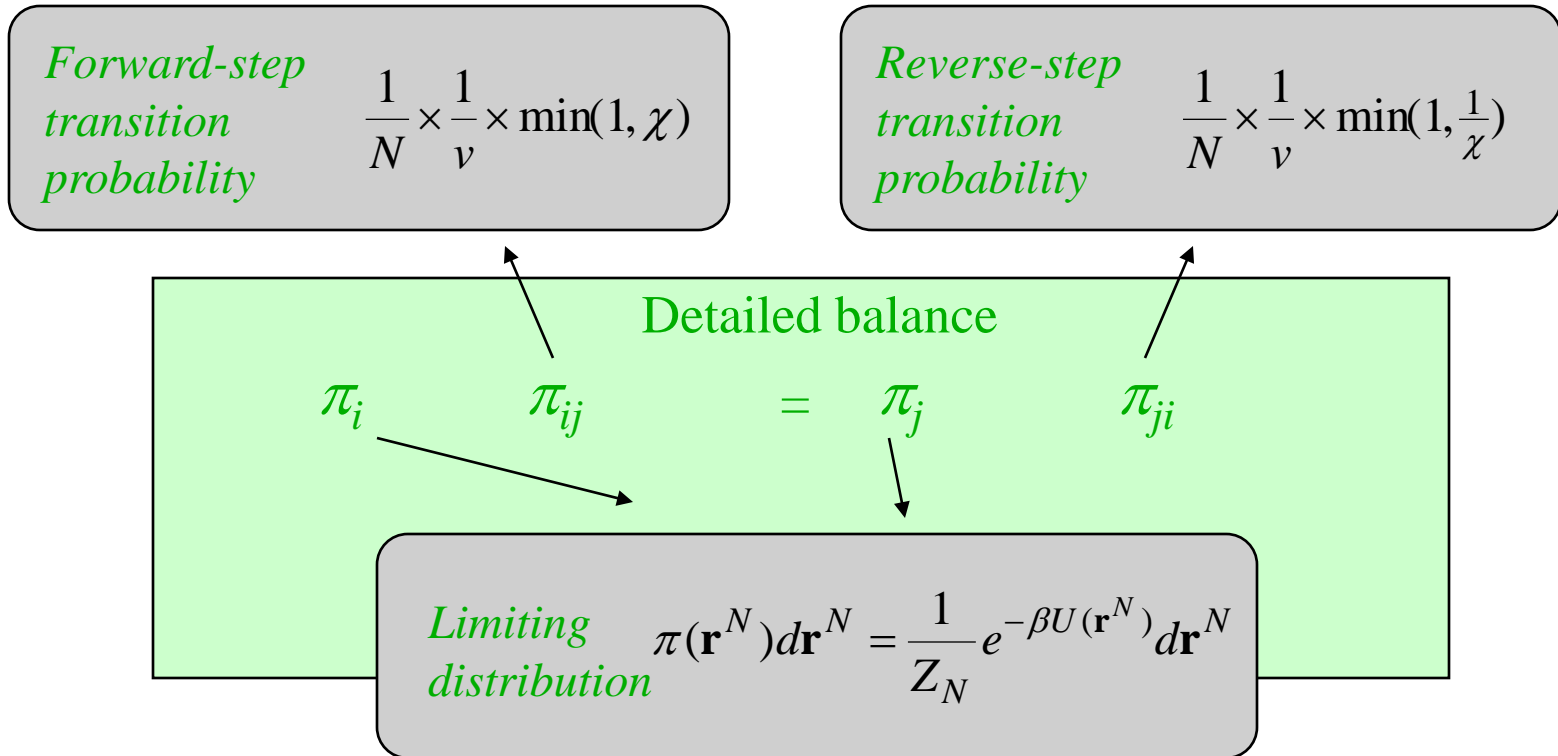 Forward-step
transition
probability
1/N × 1/v × min(1, χ)
Reverse-step
transition
probability
1/N × 1/v × min(1, 1/χ)
Detailed balance
π_i π_ij = π_j π_ji
Limiting
distribution
π(𝐫^N)d𝐫^N = 1/Z_N e^{-βU(𝐫^N)} d𝐫^N